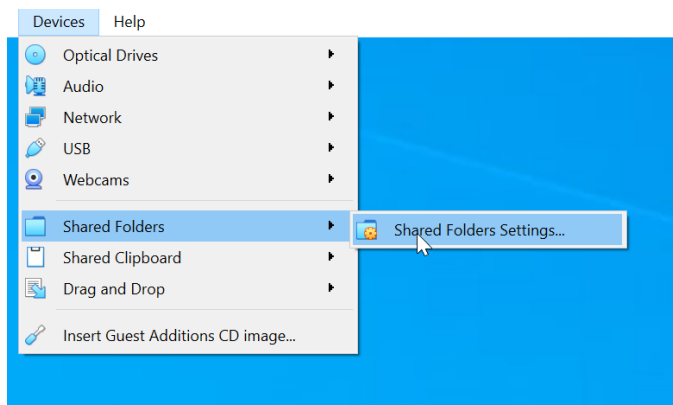 Devices Help
Optical Drives
Audio
Network
USB
Webcams
Shared Folders
Shared Folders Settings...
Shared Clipboard
Drag and Drop
Insert Guest Additions CD image...